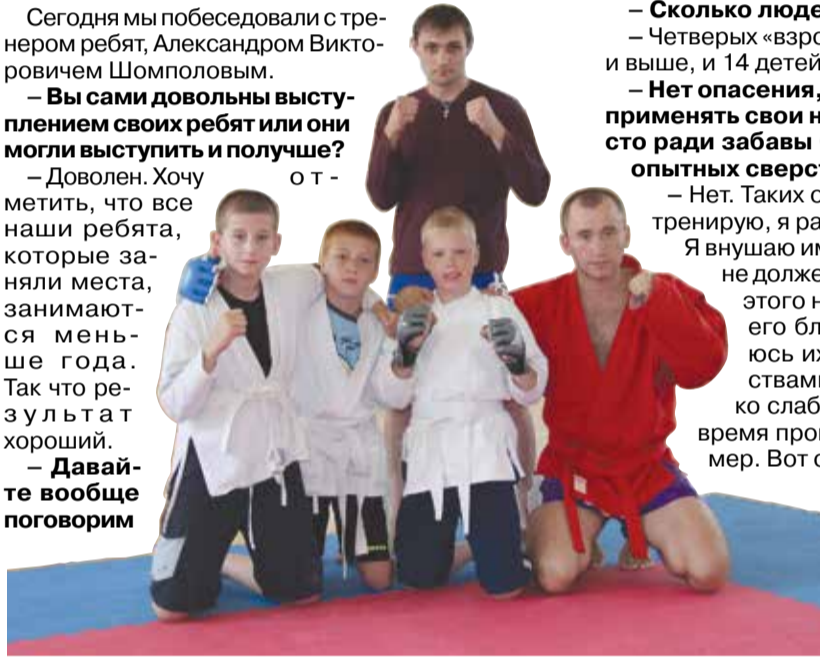 Сегодня мы побеседовали с тре-
нером ребят, Александром Викто-
ровичем Шомполовым.
– Вы сами довольны высту-
плением своих ребят или они
могли выступить и получше?
– Доволен. Хочу от-
метить, что все
наши ребята,
которые за-
няли места,
занимают-
ся мень-
ше года.
Так что ре-
зультат
хороший.
– Давай-
те вообще
поговорим
– Сколько люде
– Четверых «взро
и выше, и 14 детей
– Нет опасения,
применять свои н
сто ради забавы
опытных сверст
– Нет. Таких с
тренирую, я ра
Я внушаю им
не долже
этого н
его бл
юсь их
ствам
ко слаб
время про
мер. Вот о